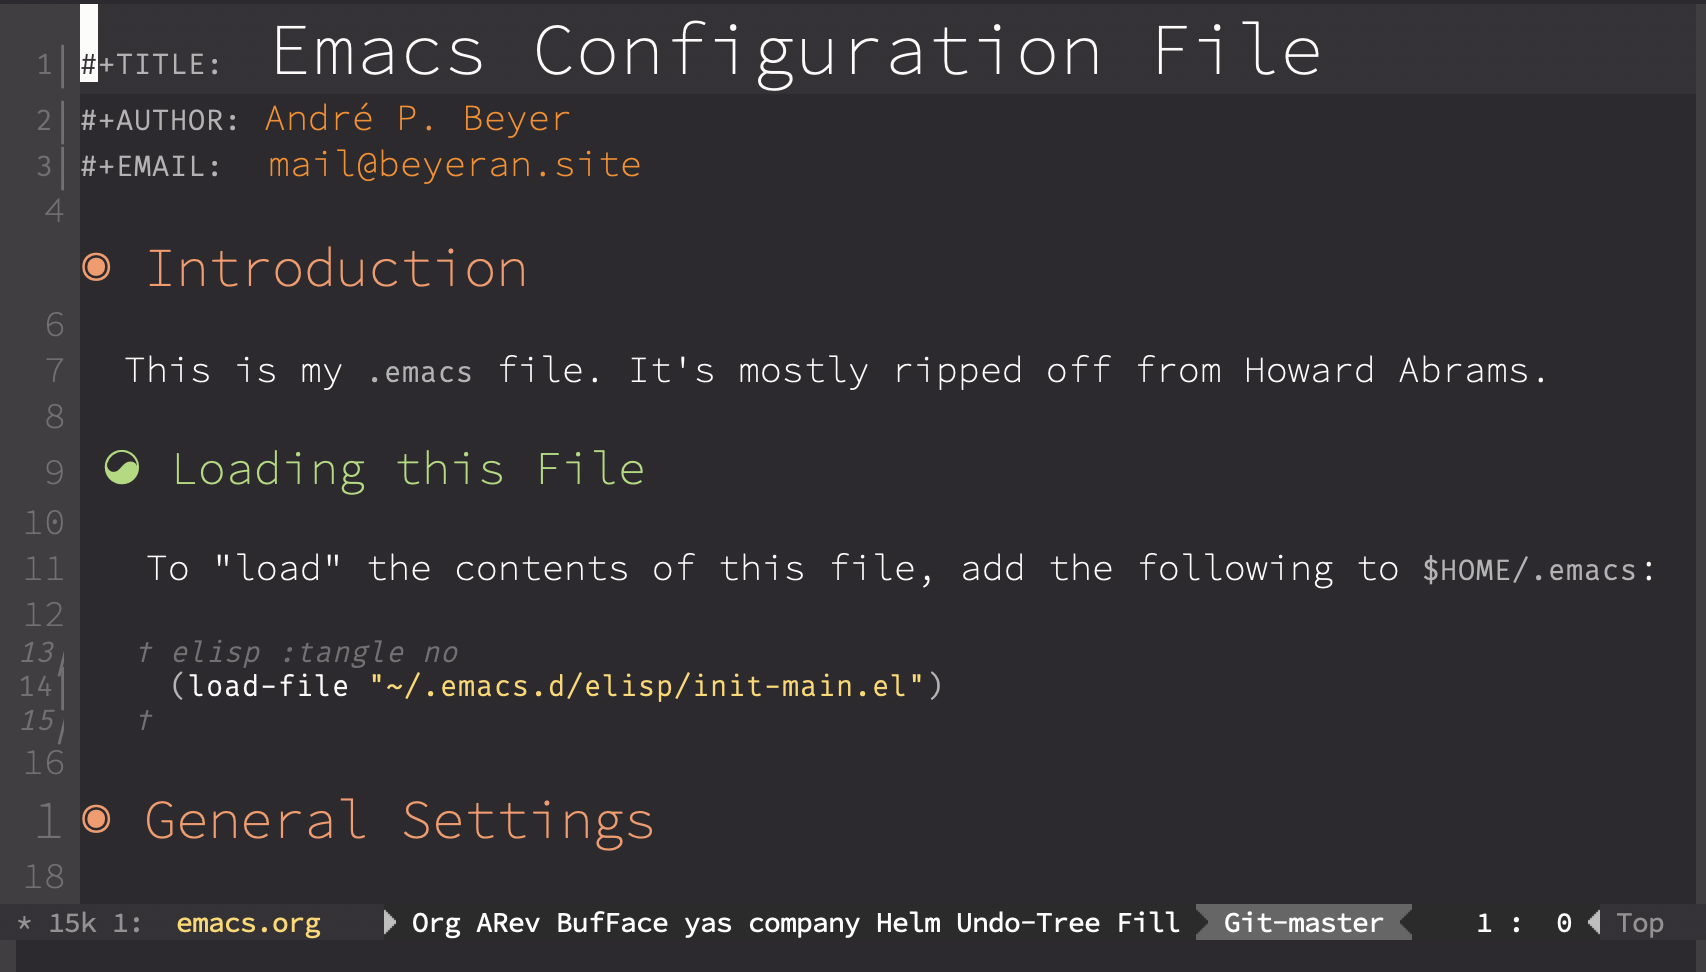 1 #+TITLE: Emacs Configuration File
2 #+AUTHOR: André P. Beyer
3 #+EMAIL: mail@beyeran.site
4
◉ Introduction
6
7 This is my .emacs file. It's mostly ripped off from Howard Abrams.
8
9 Loading this File
10
11 To "load" the contents of this file, add the following to $HOME/.emacs:
12
13 † elisp :tangle no
14 (load-file "~/.emacs.d/elisp/init-main.el")
15 †
16
1 ◉ General Settings
18
* 15k 1: emacs.org Org ARev BufFace yas company Helm Undo-Tree Fill Git-master 1 : 0 Top